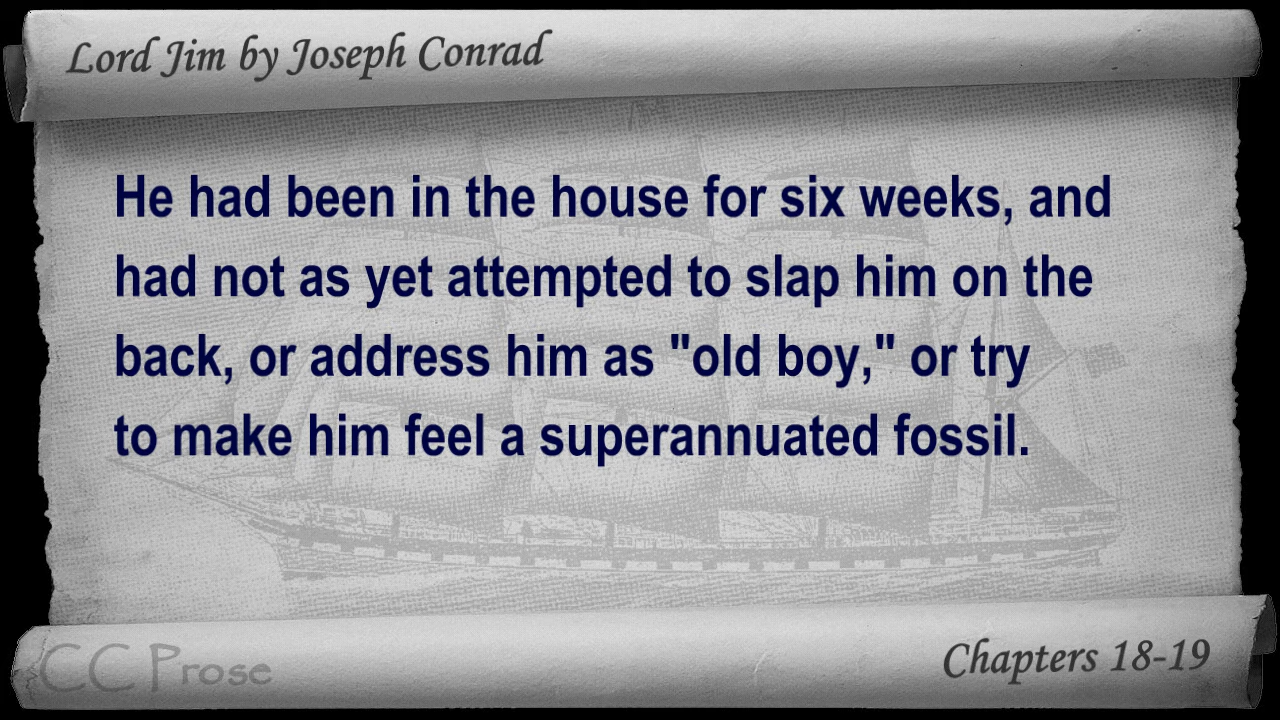 Lord Jim by Joseph Conrad
He had been in the house for six weeks, and
had not as yet attempted to slap him on the
back, or address him as "old boy," or try
to make him feel a superannuated fossil.
CC Prose
Chapters 18-19